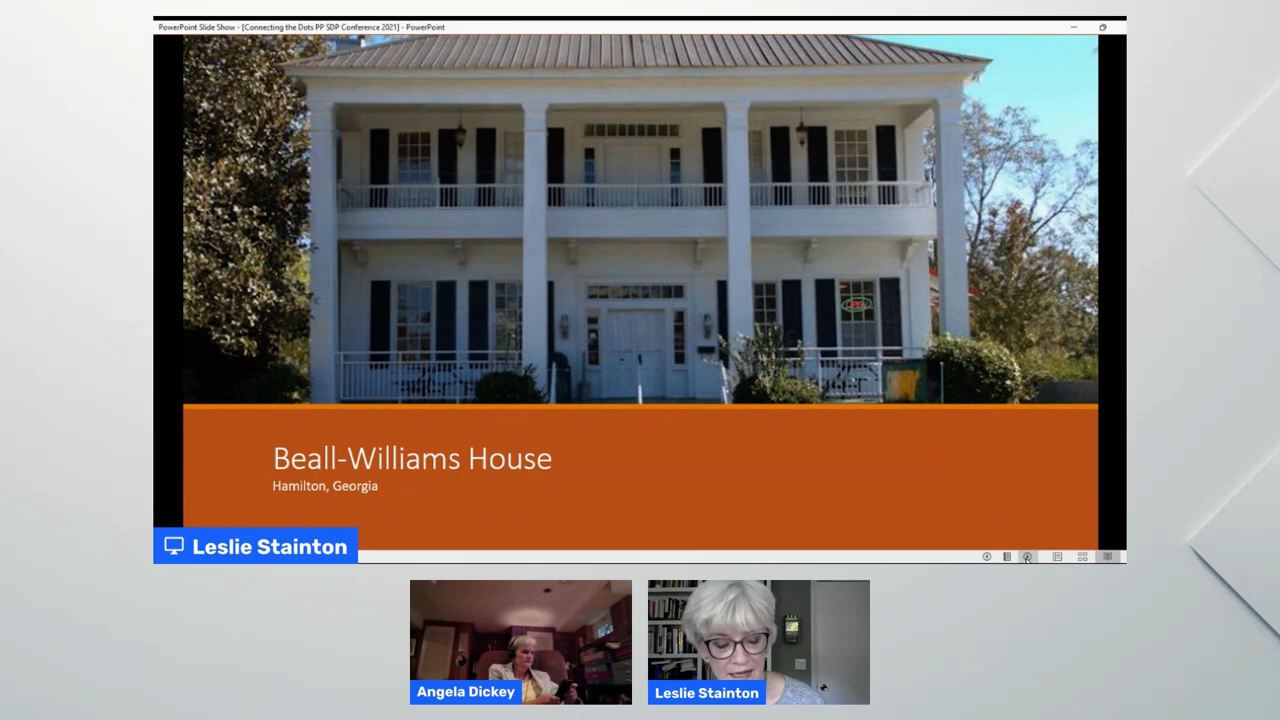 PowerPoint Slide Show - [Connecting the Dots PP SDP Conference 2021] - PowerPoint
Beall-Williams House
Hamilton, Georgia
Leslie Stainton
Angela Dickey
Leslie Stainton